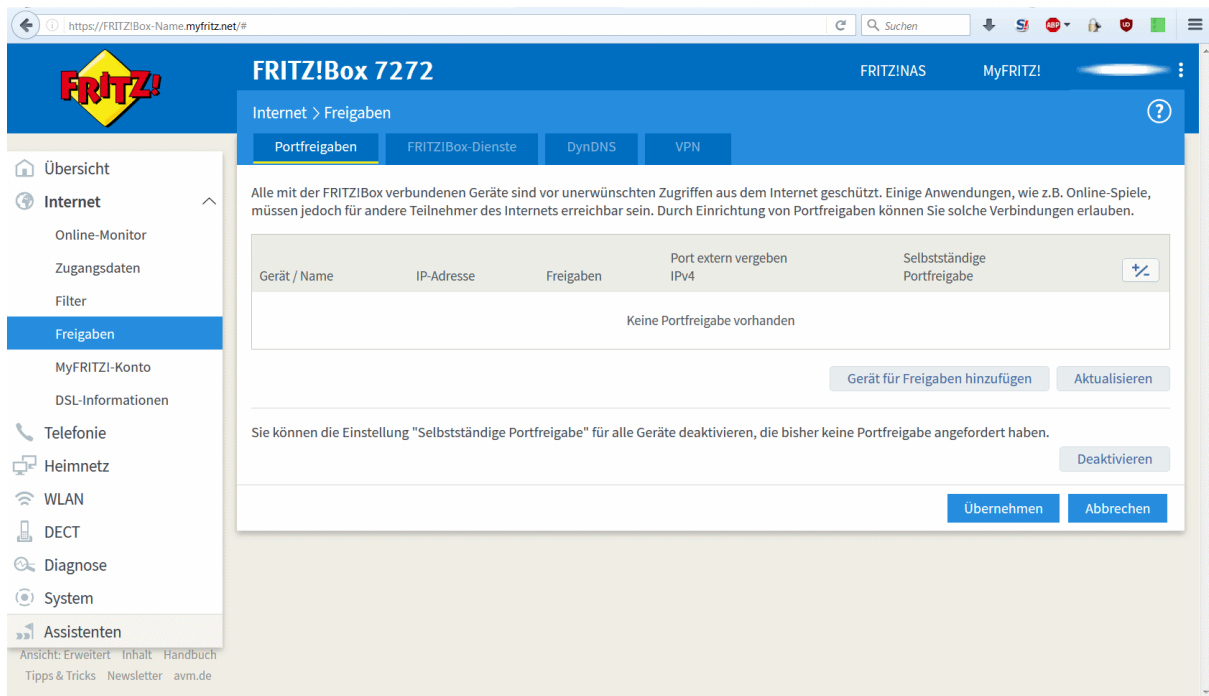 https://FRITZ!Box-Name.myfritz.net/#
Suchen
S!
ABP
FRITZ!
FRITZ!Box 7272
FRITZ!NAS
MyFRITZ!
Internet > Freigaben
?
Portfreigaben
FRITZ!Box-Dienste
DynDNS
VPN
Übersicht
Internet
Online-Monitor
Zugangsdaten
Filter
Freigaben
MyFRITZ!-Konto
DSL-Informationen
Telefonie
Heimnetz
WLAN
DECT
Diagnose
System
Assistenten
Ansicht: Erweitert Inhalt Handbuch
Tipps & Tricks Newsletter avm.de
Alle mit der FRITZ!Box verbundenen Geräte sind vor unerwünschten Zugriffen aus dem Internet geschützt. Einige Anwendungen, wie z.B. Online-Spiele,
müssen jedoch für andere Teilnehmer des Internets erreichbar sein. Durch Einrichtung von Portfreigaben können Sie solche Verbindungen erlauben.
Gerät / Name
IP-Adresse
Freigaben
Port extern vergeben
IPv4
Selbstständige
Portfreigabe
+/-
Keine Portfreigabe vorhanden
Gerät für Freigaben hinzufügen
Aktualisieren
Sie können die Einstellung "Selbstständige Portfreigabe" für alle Geräte deaktivieren, die bisher keine Portfreigabe angefordert haben.
Deaktivieren
Übernehmen
Abbrechen